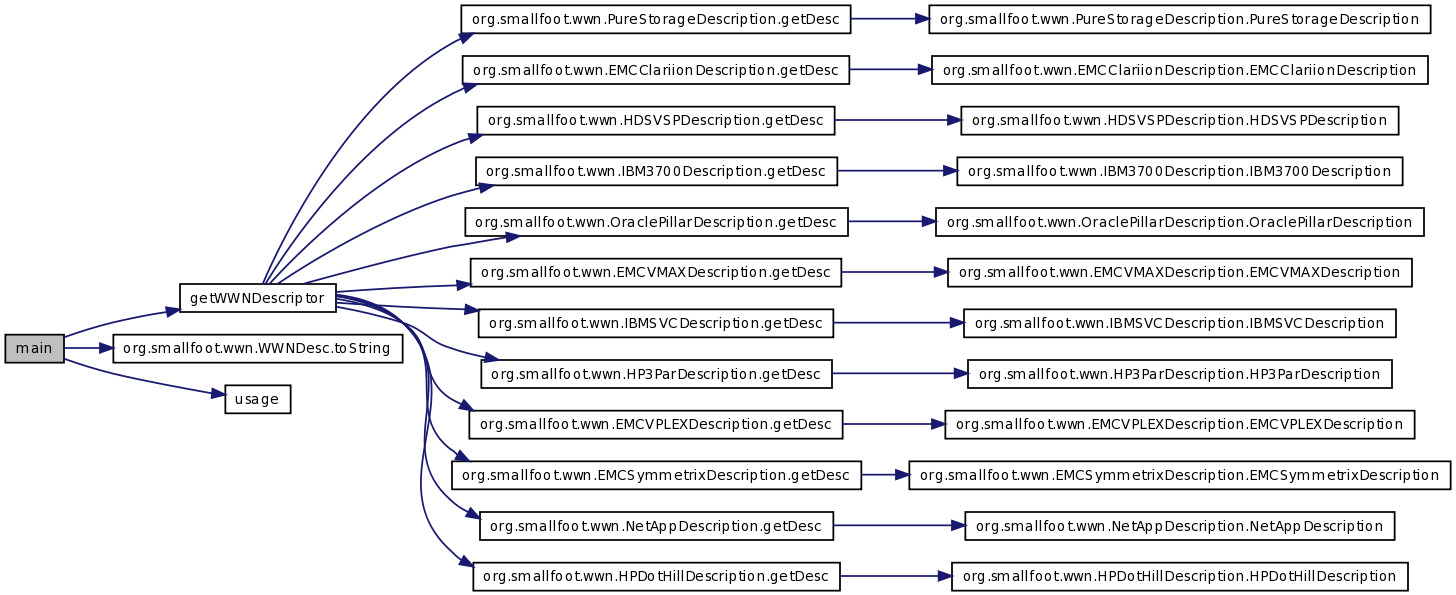 org.smallfoot.wwn.PureStorageDescription.getDesc
org.smallfoot.wwn.PureStorageDescription.PureStorageDescription
org.smallfoot.wwn.EMCClariionDescription.getDesc
org.smallfoot.wwn.EMCClariionDescription.EMCClariionDescription
org.smallfoot.wwn.HDSVSPDescription.getDesc
org.smallfoot.wwn.HDSVSPDescription.HDSVSPDescription
org.smallfoot.wwn.IBM3700Description.getDesc
org.smallfoot.wwn.IBM3700Description.IBM3700Description
org.smallfoot.wwn.OraclePillarDescription.getDesc
org.smallfoot.wwn.OraclePillarDescription.OraclePillarDescription
org.smallfoot.wwn.EMCVMAXDescription.getDesc
org.smallfoot.wwn.EMCVMAXDescription.EMCVMAXDescription
getWWNDescriptor
org.smallfoot.wwn.IBMSVCDescription.getDesc
org.smallfoot.wwn.IBMSVCDescription.IBMSVCDescription
main
org.smallfoot.wwn.WWNDesc.toString
org.smallfoot.wwn.HP3ParDescription.getDesc
org.smallfoot.wwn.HP3ParDescription.HP3ParDescription
usage
org.smallfoot.wwn.EMCVPLEXDescription.getDesc
org.smallfoot.wwn.EMCVPLEXDescription.EMCVPLEXDescription
org.smallfoot.wwn.EMCSymmetrixDescription.getDesc
org.smallfoot.wwn.EMCSymmetrixDescription.EMCSymmetrixDescription
org.smallfoot.wwn.NetAppDescription.getDesc
org.smallfoot.wwn.NetAppDescription.NetAppDescription
org.smallfoot.wwn.HPDotHillDescription.getDesc
org.smallfoot.wwn.HPDotHillDescription.HPDotHillDescription